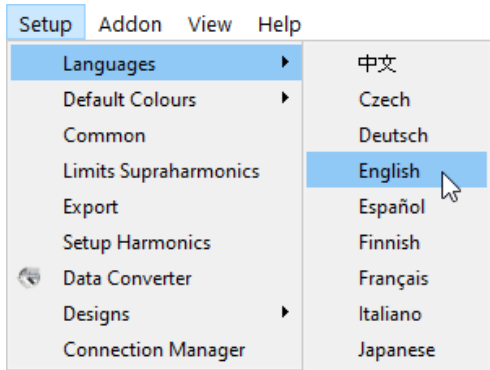 Setup Addon View Help
Languages
Default Colours
Common
Limits Supraharmonics
Export
Setup Harmonics
Data Converter
Designs
Connection Manager
中文
Czech
Deutsch
English
Español
Finnish
Français
Italiano
Japanese